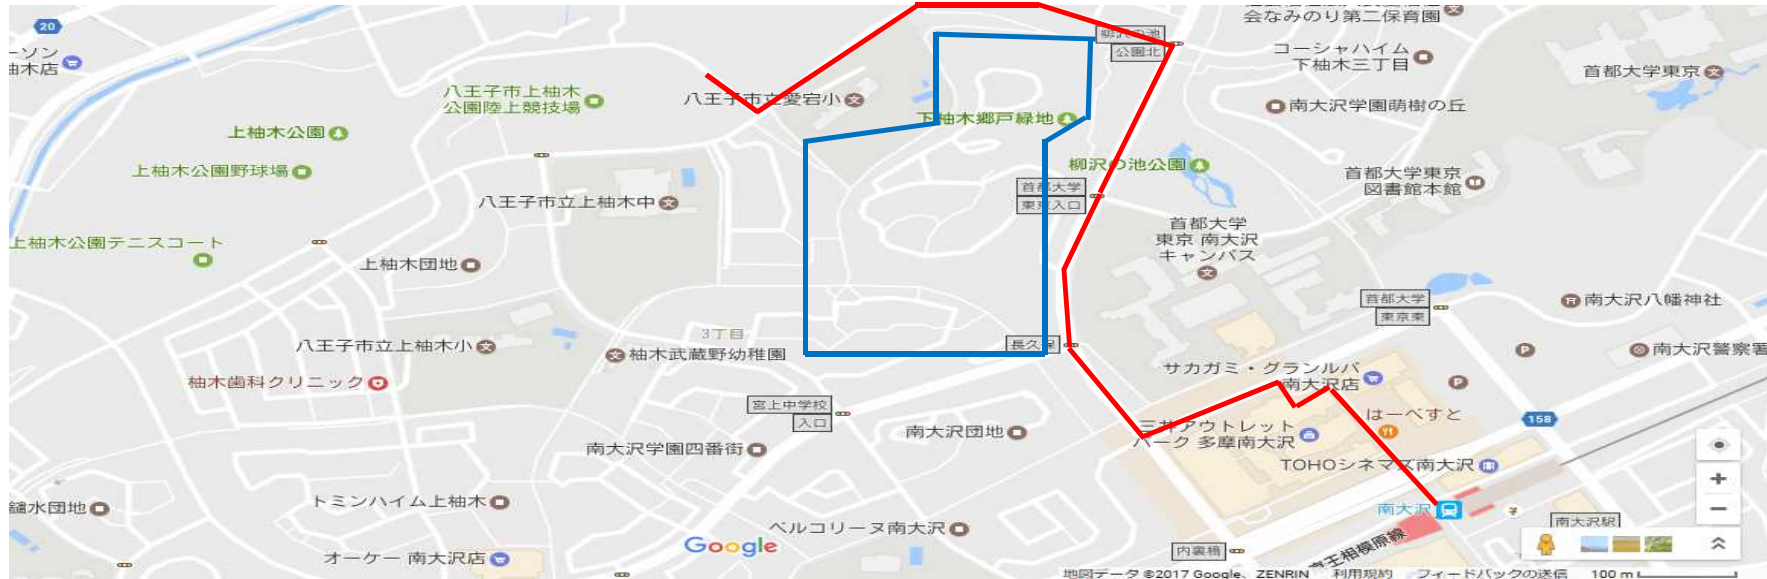 20
会なみのり第二保育園
ーソン
柚木店
柳沢の池
公園北
コーシャハイム
下柚木三丁目
首都大学東京
八王子市上柚木
公園陸上競技場
八王子市立愛宕小
南大沢学園萌樹の丘
上柚木公園
下柚木郷戸緑地
上柚木公園野球場
柳沢の池公園
首都大学東京
図書館本館
首都大学
東京入口
八王子市立上柚木中
首都大学
東京 南大沢
キャンパス
上柚木公園テニスコート
上柚木団地
首都大学
東京東
南大沢八幡神社
3丁目
八王子市立上柚木小
柚木武蔵野幼稚園
長久保
南大沢警察署
サカガミ・グランルパ
南大沢店
柚木歯科クリニック
宮上中学校
入口
はーべすと
158
三井アウトレット
パーク 多摩南大沢
南大沢団地
南大沢学園四番街
TOHOシネマズ南大沢
トミンハイム上柚木
鑓水団地
南大沢
南大沢駅
ベルコリーヌ南大沢
Google
内裏橋
京王相模原線
オーケー 南大沢店
地図データ ©2017 Google、ZENRIN 利用規約 フィードバックの送信 100 m